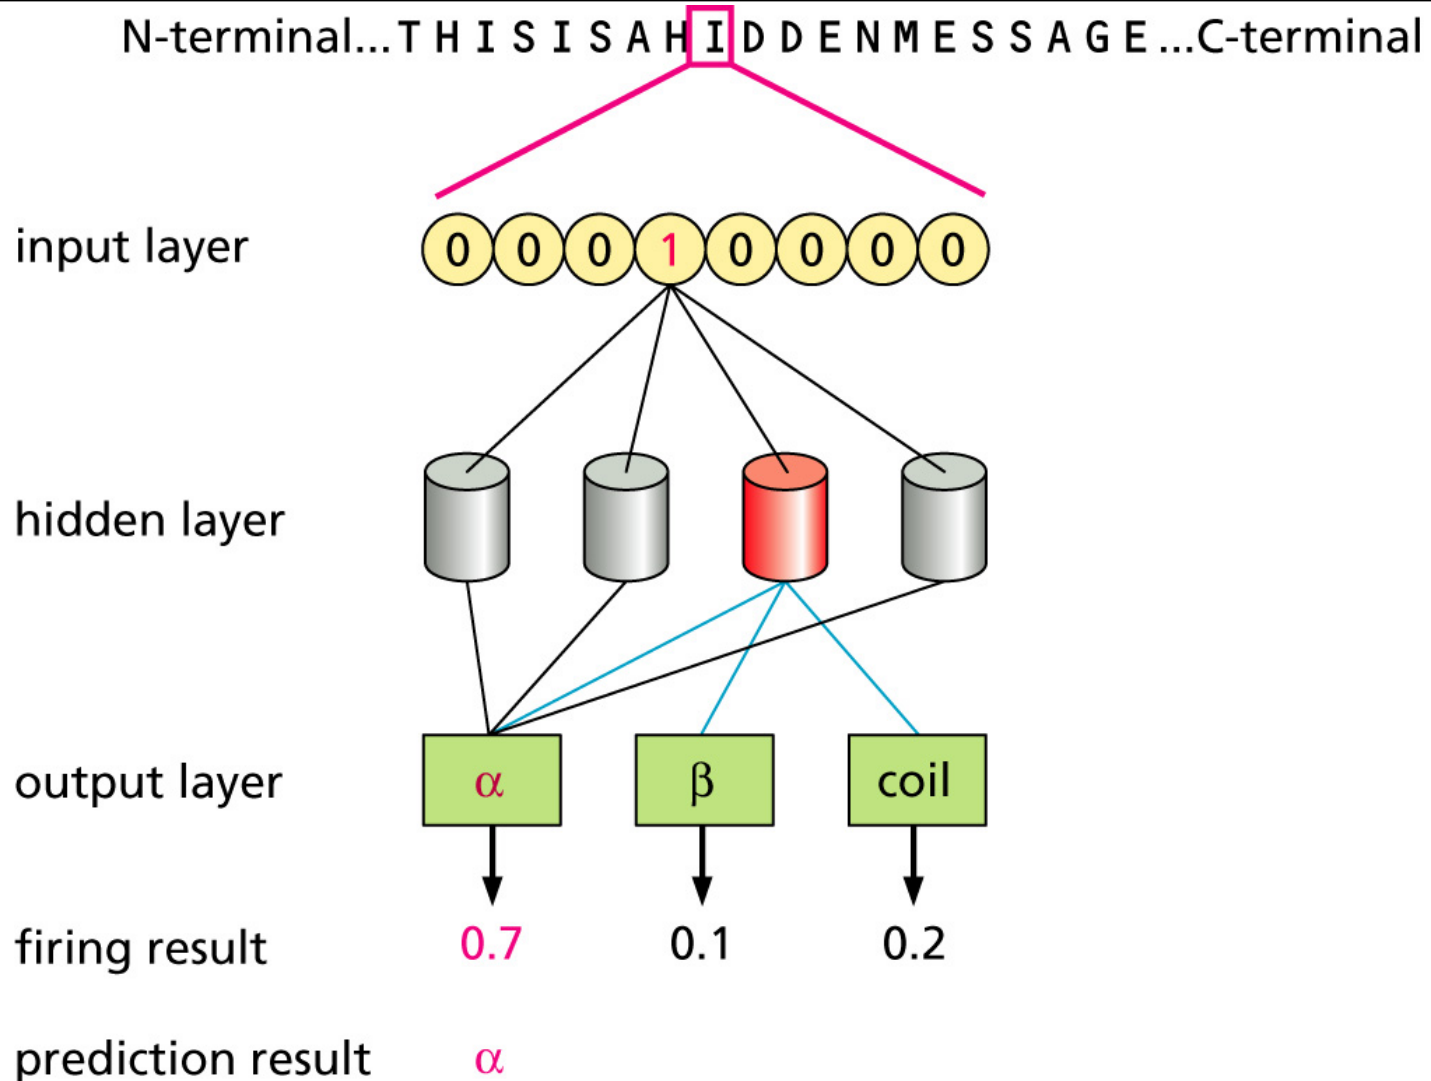 N-terminal...THISISAHIDDENMESSAGE...C-terminal
input layer 0 0 0 1 0 0 0 0
hidden layer
output layer α β coil
firing result 0.7 0.1 0.2
prediction result α